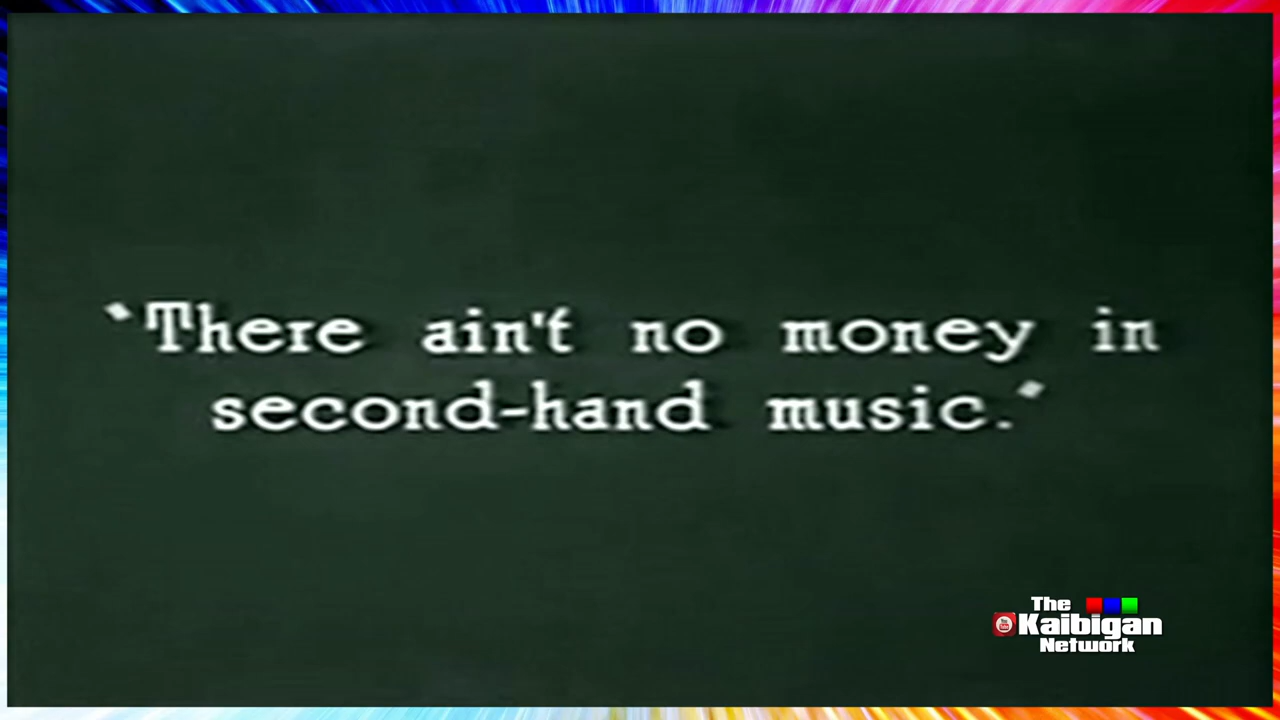 ‘There ain't no money in
second-hand music.’
The
Kaibigan
Network